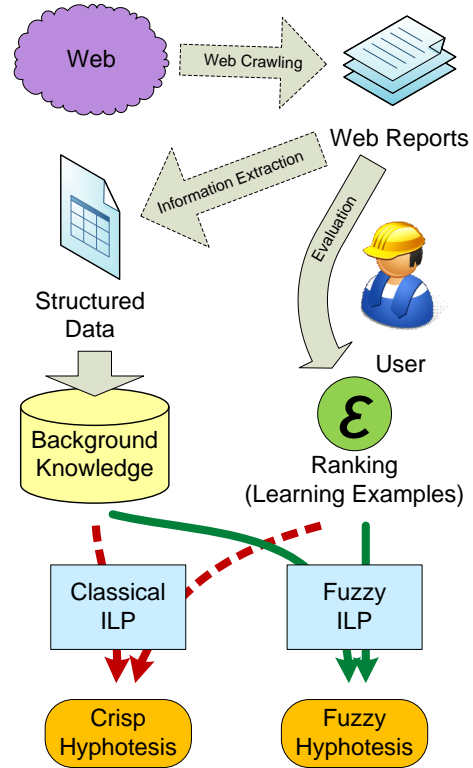 Web
Web Crawling
Web Reports
Information Extraction
Evaluation
Structured
Data
User
Background
Knowledge
ε
Ranking
(Learning Examples)
Classical
ILP
Fuzzy
ILP
Crisp
Hyphotesis
Fuzzy
Hyphotesis